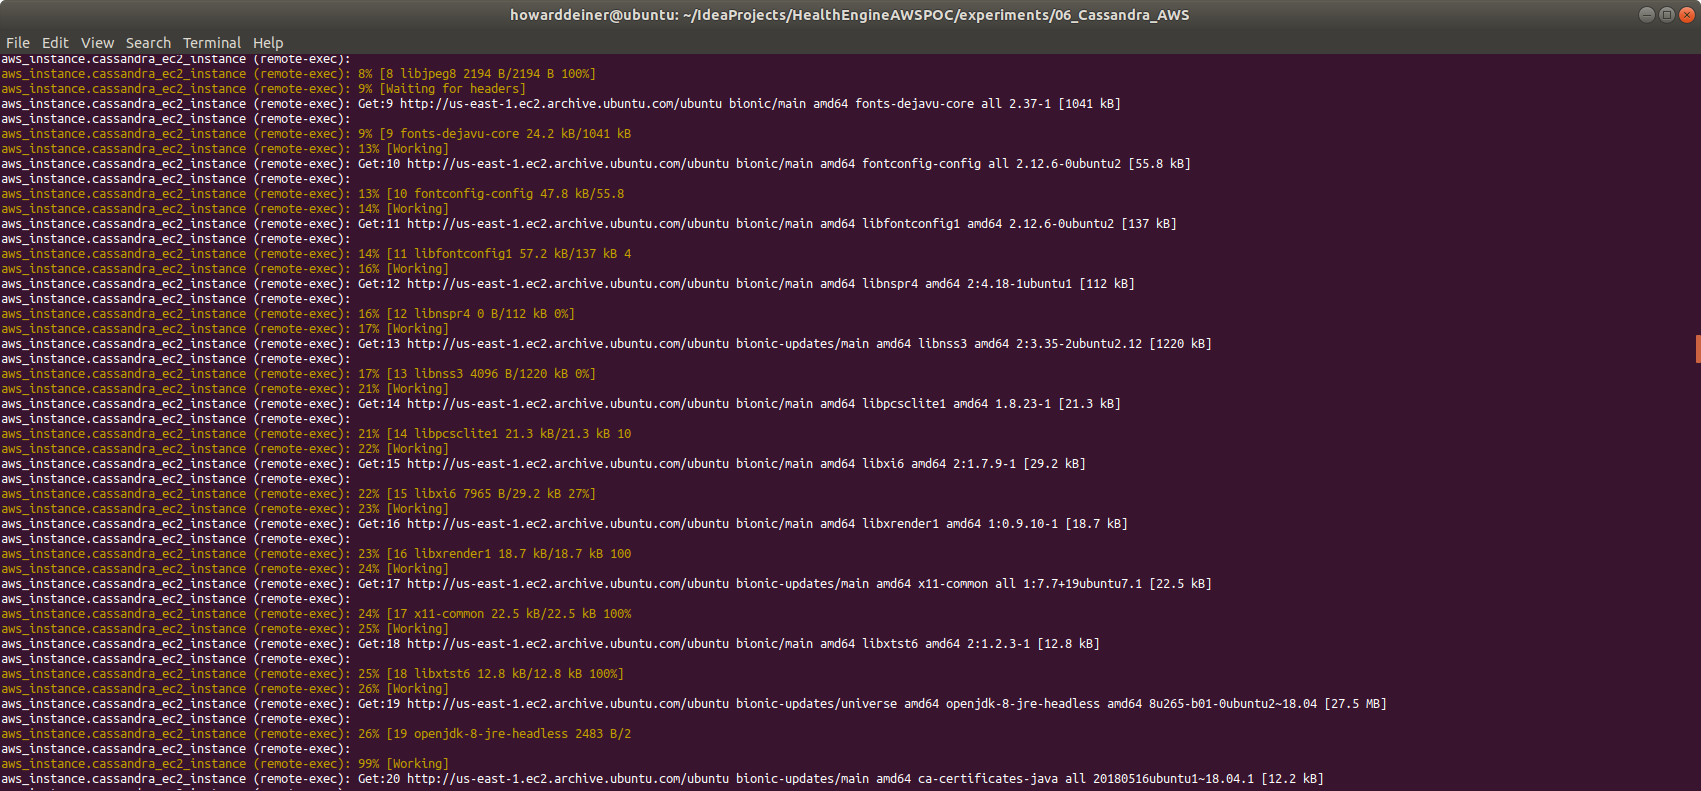 howarddeiner@ubuntu: ~/IdeaProjects/HealthEngineAWSPOC/experiments/06_Cassandra_AWS
File Edit View Search Terminal Help
aws_instance.cassandra_ec2_instance (remote-exec):
aws_instance.cassandra_ec2_instance (remote-exec): 8% [8 libjpeg8 2194 B/2194 B 100%]
aws_instance.cassandra_ec2_instance (remote-exec): 9% [Waiting for headers]
aws_instance.cassandra_ec2_instance (remote-exec): Get:9 http://us-east-1.ec2.archive.ubuntu.com/ubuntu bionic/main amd64 fonts-dejavu-core all 2.37-1 [1041 kB]
aws_instance.cassandra_ec2_instance (remote-exec):
aws_instance.cassandra_ec2_instance (remote-exec): 9% [9 fonts-dejavu-core 24.2 kB/1041 kB
aws_instance.cassandra_ec2_instance (remote-exec): 13% [Working]
aws_instance.cassandra_ec2_instance (remote-exec): Get:10 http://us-east-1.ec2.archive.ubuntu.com/ubuntu bionic/main amd64 fontconfig-config all 2.12.6-0ubuntu2 [55.8 kB]
aws_instance.cassandra_ec2_instance (remote-exec):
aws_instance.cassandra_ec2_instance (remote-exec): 13% [10 fontconfig-config 47.8 kB/55.8
aws_instance.cassandra_ec2_instance (remote-exec): 14% [Working]
aws_instance.cassandra_ec2_instance (remote-exec): Get:11 http://us-east-1.ec2.archive.ubuntu.com/ubuntu bionic/main amd64 libfontconfig1 amd64 2.12.6-0ubuntu2 [137 kB]
aws_instance.cassandra_ec2_instance (remote-exec):
aws_instance.cassandra_ec2_instance (remote-exec): 14% [11 libfontconfig1 57.2 kB/137 kB 4
aws_instance.cassandra_ec2_instance (remote-exec): 16% [Working]
aws_instance.cassandra_ec2_instance (remote-exec): Get:12 http://us-east-1.ec2.archive.ubuntu.com/ubuntu bionic/main amd64 libnspr4 amd64 2:4.18-1ubuntu1 [112 kB]
aws_instance.cassandra_ec2_instance (remote-exec):
aws_instance.cassandra_ec2_instance (remote-exec): 16% [12 libnspr4 0 B/112 kB 0%]
aws_instance.cassandra_ec2_instance (remote-exec): 17% [Working]
aws_instance.cassandra_ec2_instance (remote-exec): Get:13 http://us-east-1.ec2.archive.ubuntu.com/ubuntu bionic-updates/main amd64 libnss3 amd64 2:3.35-2ubuntu2.12 [1220 kB]
aws_instance.cassandra_ec2_instance (remote-exec):
aws_instance.cassandra_ec2_instance (remote-exec): 17% [13 libnss3 4096 B/1220 kB 0%]
aws_instance.cassandra_ec2_instance (remote-exec): 21% [Working]
aws_instance.cassandra_ec2_instance (remote-exec): Get:14 http://us-east-1.ec2.archive.ubuntu.com/ubuntu bionic/main amd64 libpcsclite1 amd64 1.8.23-1 [21.3 kB]
aws_instance.cassandra_ec2_instance (remote-exec):
aws_instance.cassandra_ec2_instance (remote-exec): 21% [14 libpcsclite1 21.3 kB/21.3 kB 10
aws_instance.cassandra_ec2_instance (remote-exec): 22% [Working]
aws_instance.cassandra_ec2_instance (remote-exec): Get:15 http://us-east-1.ec2.archive.ubuntu.com/ubuntu bionic/main amd64 libxi6 amd64 2:1.7.9-1 [29.2 kB]
aws_instance.cassandra_ec2_instance (remote-exec):
aws_instance.cassandra_ec2_instance (remote-exec): 22% [15 libxi6 7965 B/29.2 kB 27%]
aws_instance.cassandra_ec2_instance (remote-exec): 23% [Working]
aws_instance.cassandra_ec2_instance (remote-exec): Get:16 http://us-east-1.ec2.archive.ubuntu.com/ubuntu bionic/main amd64 libxrender1 amd64 1:0.9.10-1 [18.7 kB]
aws_instance.cassandra_ec2_instance (remote-exec):
aws_instance.cassandra_ec2_instance (remote-exec): 23% [16 libxrender1 18.7 kB/18.7 kB 100
aws_instance.cassandra_ec2_instance (remote-exec): 24% [Working]
aws_instance.cassandra_ec2_instance (remote-exec): Get:17 http://us-east-1.ec2.archive.ubuntu.com/ubuntu bionic-updates/main amd64 x11-common all 1:7.7+19ubuntu7.1 [22.5 kB]
aws_instance.cassandra_ec2_instance (remote-exec):
aws_instance.cassandra_ec2_instance (remote-exec): 24% [17 x11-common 22.5 kB/22.5 kB 100%
aws_instance.cassandra_ec2_instance (remote-exec): 25% [Working]
aws_instance.cassandra_ec2_instance (remote-exec): Get:18 http://us-east-1.ec2.archive.ubuntu.com/ubuntu bionic/main amd64 libxtst6 amd64 2:1.2.3-1 [12.8 kB]
aws_instance.cassandra_ec2_instance (remote-exec):
aws_instance.cassandra_ec2_instance (remote-exec): 25% [18 libxtst6 12.8 kB/12.8 kB 100%]
aws_instance.cassandra_ec2_instance (remote-exec): 26% [Working]
aws_instance.cassandra_ec2_instance (remote-exec): Get:19 http://us-east-1.ec2.archive.ubuntu.com/ubuntu bionic-updates/universe amd64 openjdk-8-jre-headless amd64 8u265-b01-0ubuntu2~18.04 [27.5 MB]
aws_instance.cassandra_ec2_instance (remote-exec):
aws_instance.cassandra_ec2_instance (remote-exec): 26% [19 openjdk-8-jre-headless 2483 B/2
aws_instance.cassandra_ec2_instance (remote-exec):
aws_instance.cassandra_ec2_instance (remote-exec): 99% [Working]
aws_instance.cassandra_ec2_instance (remote-exec): Get:20 http://us-east-1.ec2.archive.ubuntu.com/ubuntu bionic-updates/main amd64 ca-certificates-java all 20180516ubuntu1~18.04.1 [12.2 kB]